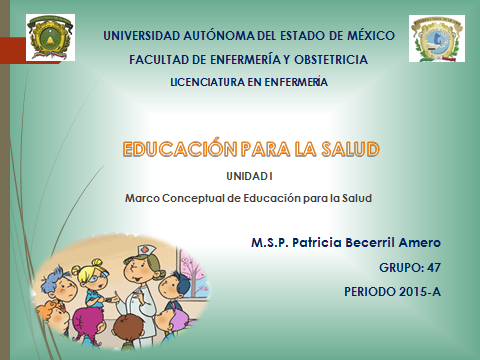 UNIVERSIDAD AUTÓNOMA DEL ESTADO DE MÉXICO
FACULTAD DE ENFERMERÍA Y OBSTETRICIA
LICENCIATURA EN ENFERMERÍA
EDUCACIÓN PARA LA SALUD
UNIDAD I
Marco Conceptual de Educación para la Salud
M.S.P. Patricia Becerril Amero
GRUPO: 47
PERIODO 2015-A